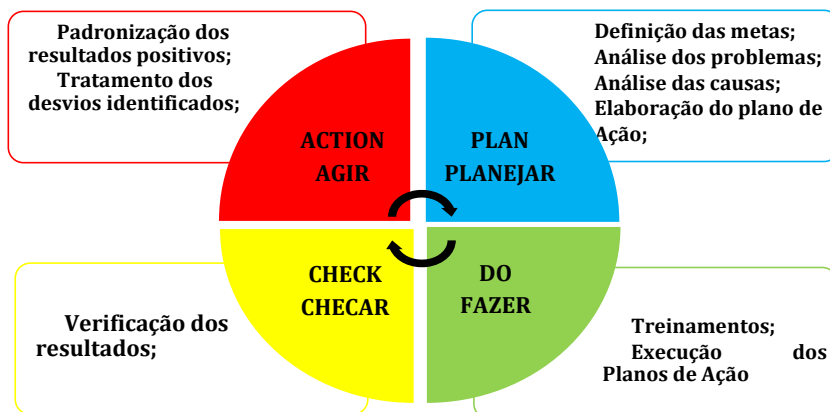 Padronização dos
resultados positivos;
Tratamento dos
desvios identificados;
Definição das metas;
Análise dos problemas;
Análise das causas;
Elaboração do plano de
Ação;
ACTION
AGIR
PLAN
PLANEJAR
CHECK
CHECAR
DO
FAZER
Verificação dos
resultados;
Treinamentos;
Execução dos
Planos de Ação